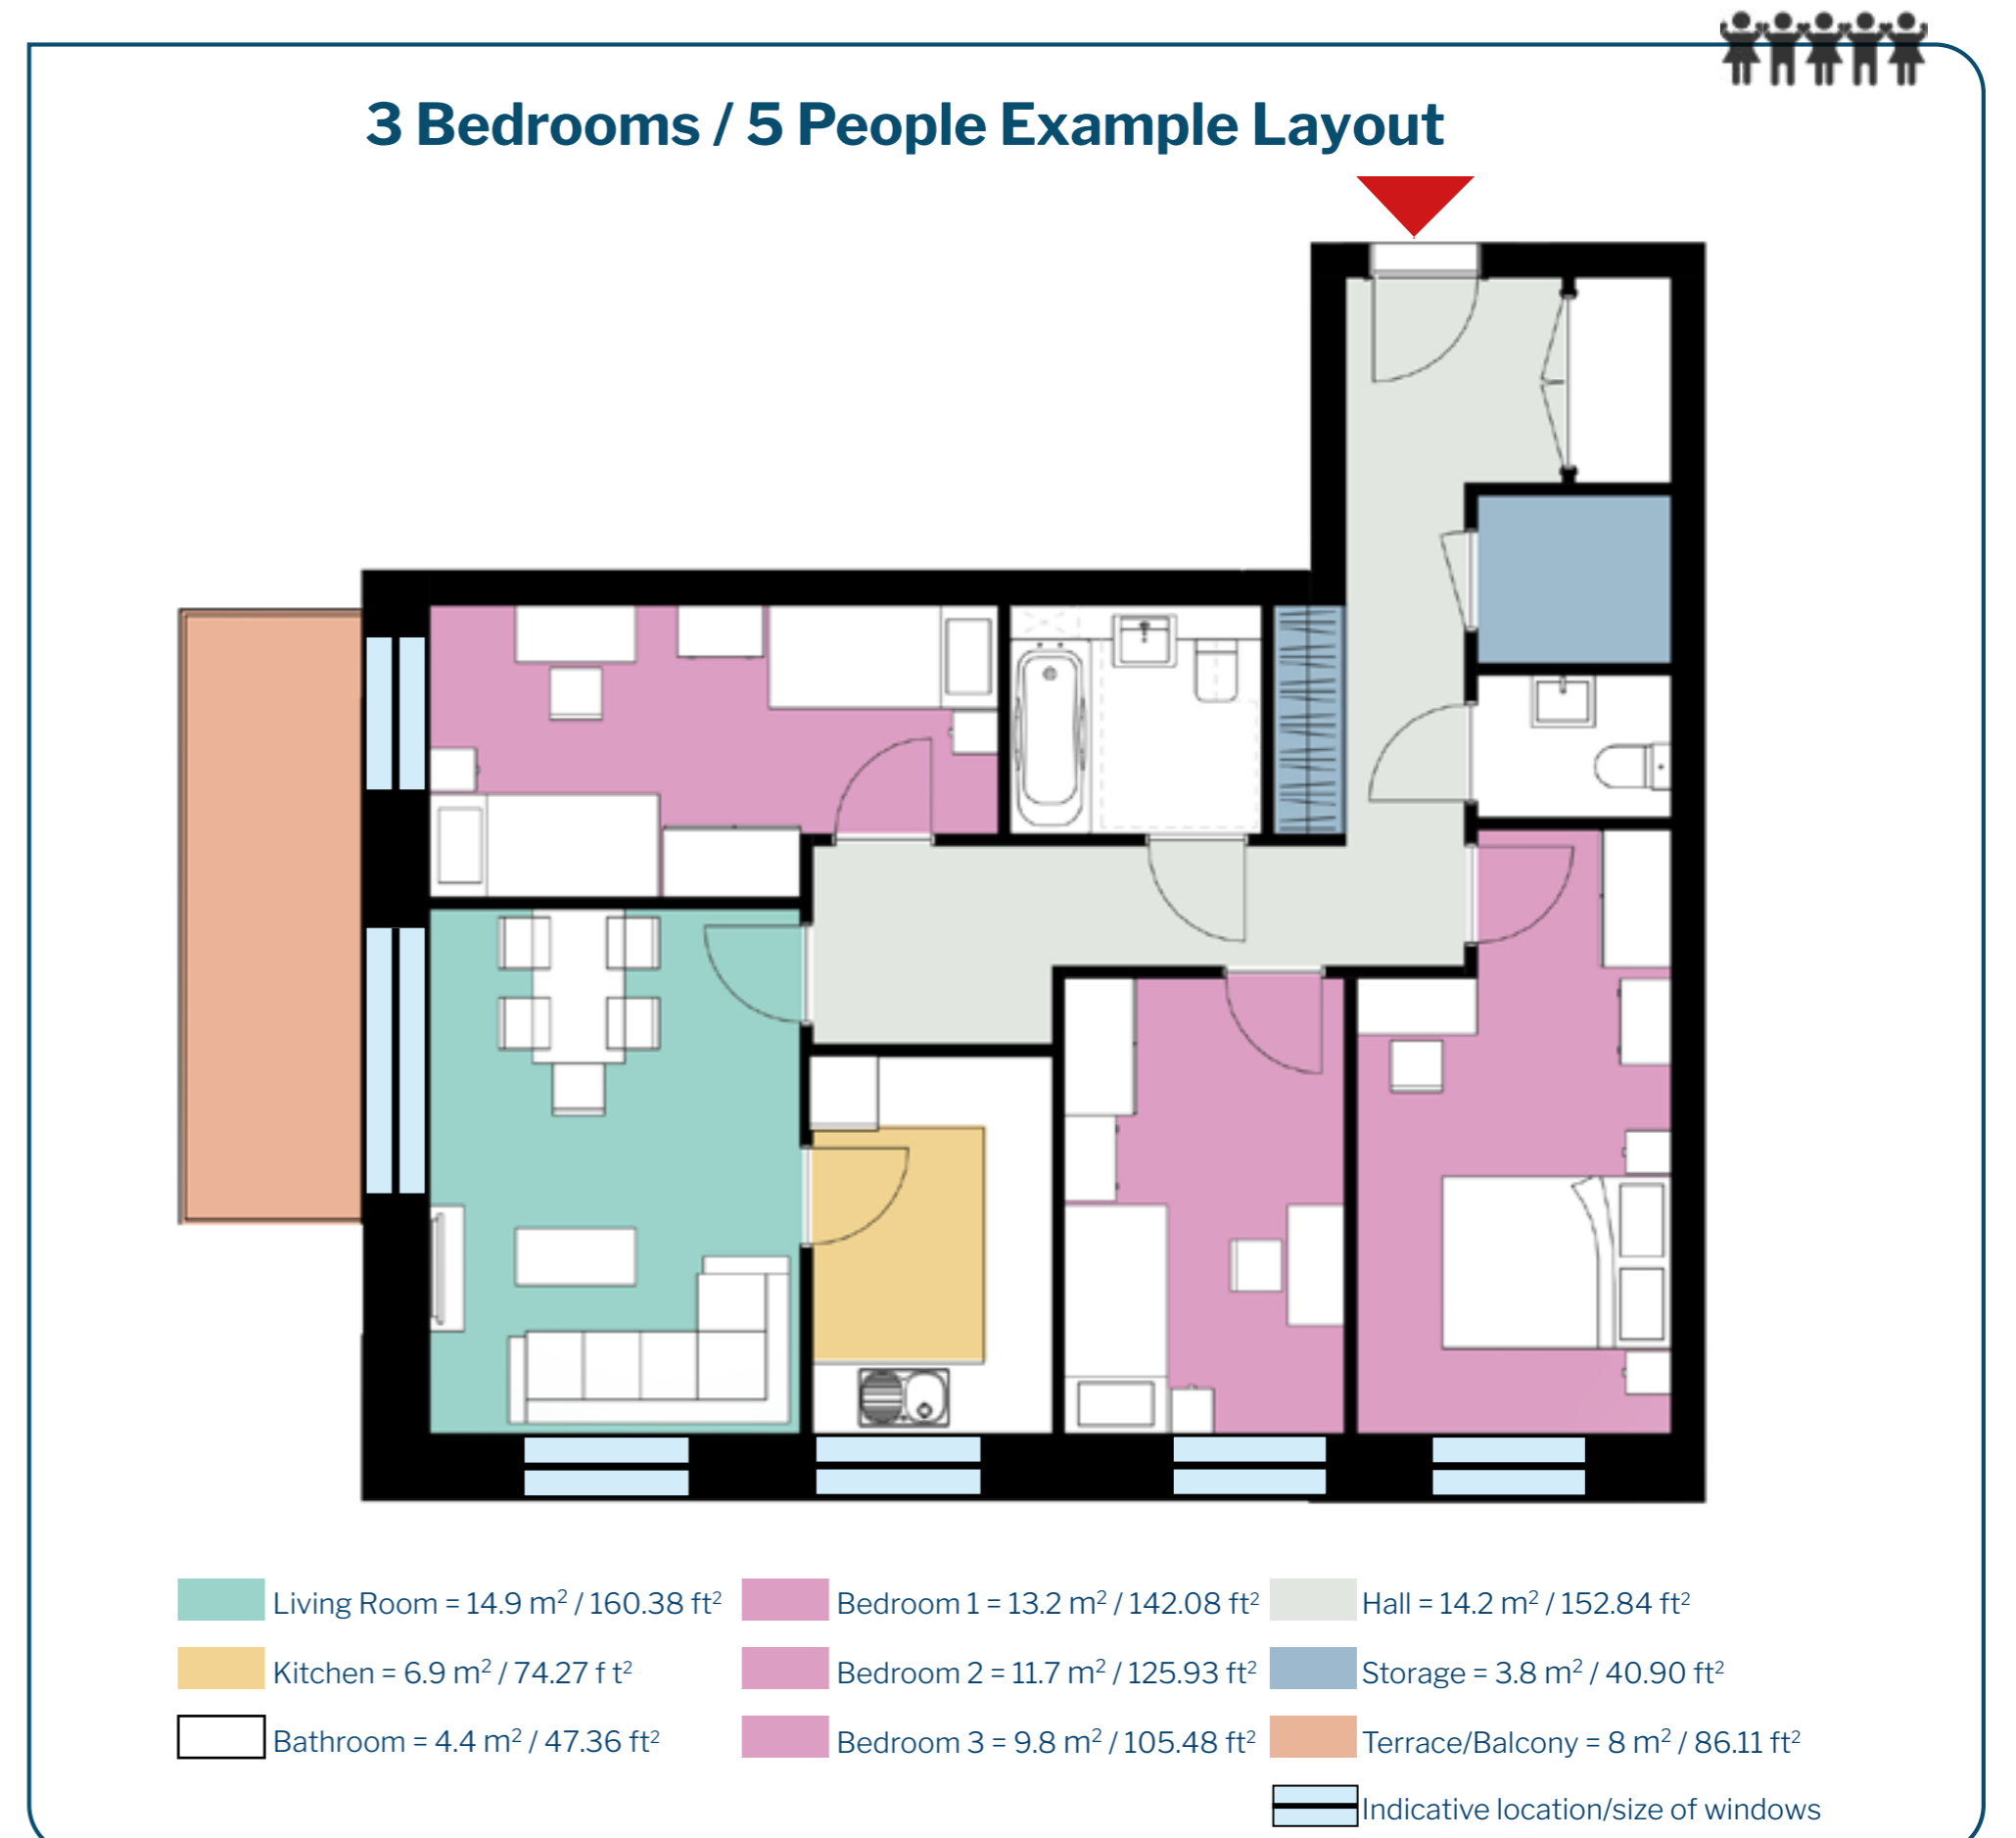 3 Bedrooms / 5 People Example Layout
Living Room = 14.9 m² / 160.38 ft²
Bedroom 1 = 13.2 m² / 142.08 ft²
Hall = 14.2 m² / 152.84 ft²
Kitchen = 6.9 m² / 74.27 f t²
Bedroom 2 = 11.7 m² / 125.93 ft²
Storage = 3.8 m² / 40.90 ft²
Bathroom = 4.4 m² / 47.36 ft²
Bedroom 3 = 9.8 m² / 105.48 ft²
Terrace/Balcony = 8 m² / 86.11 ft²
Indicative location/size of windows